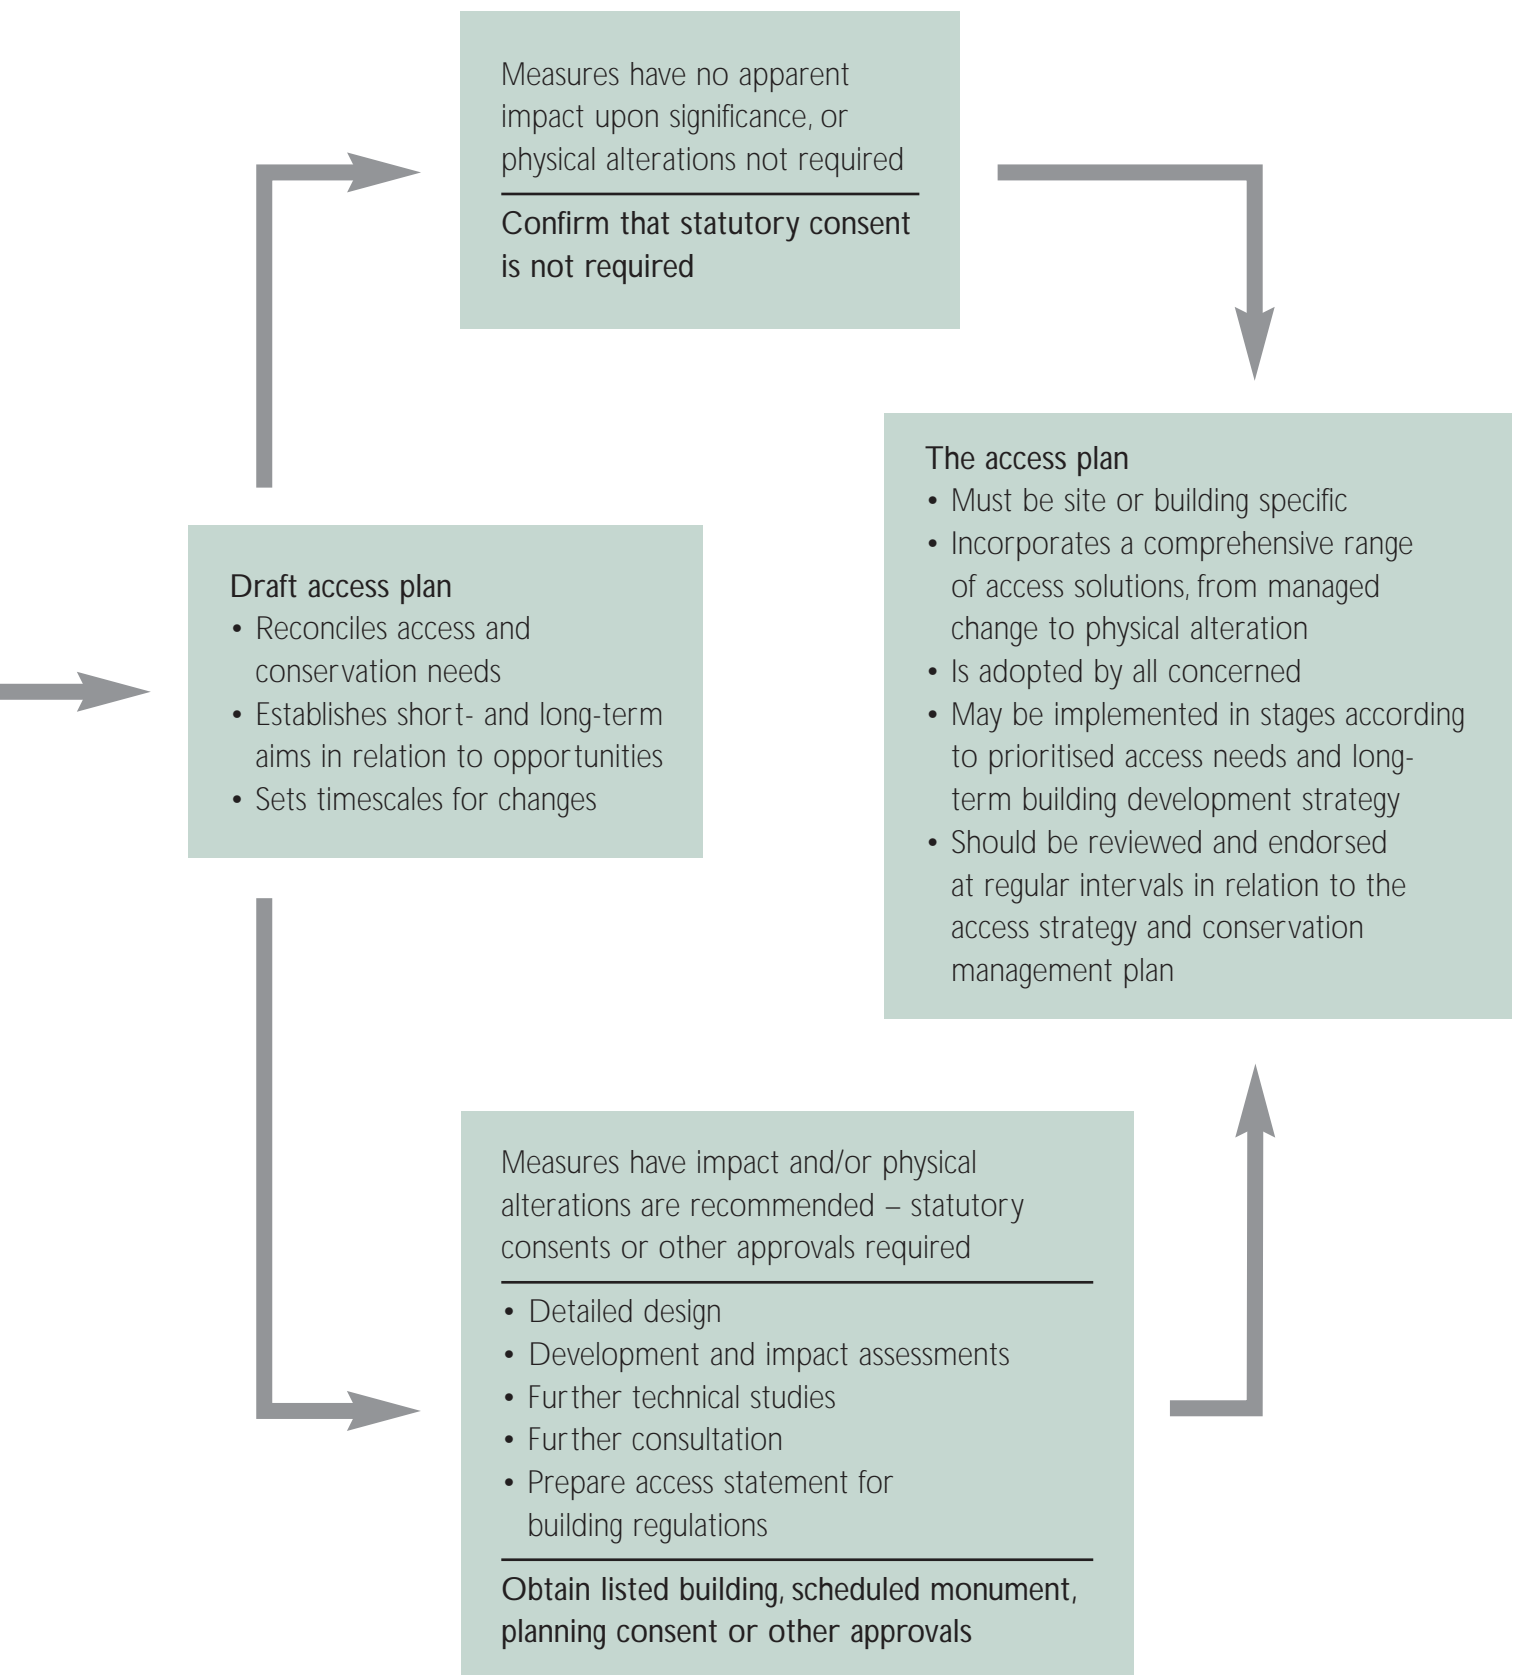 Measures have no apparent
impact upon significance, or
physical alterations not required
Confirm that statutory consent
is not required
Draft access plan
• Reconciles access and
conservation needs
• Establishes short- and long-term
aims in relation to opportunities
• Sets timescales for changes
The access plan
• Must be site or building specific
• Incorporates a comprehensive range
of access solutions, from managed
change to physical alteration
• Is adopted by all concerned
• May be implemented in stages according
to prioritised access needs and long-
term building development strategy
• Should be reviewed and endorsed
at regular intervals in relation to the
access strategy and conservation
management plan
Measures have impact and/or physical
alterations are recommended – statutory
consents or other approvals required
• Detailed design
• Development and impact assessments
• Further technical studies
• Further consultation
• Prepare access statement for
building regulations
Obtain listed building, scheduled monument,
planning consent or other approvals